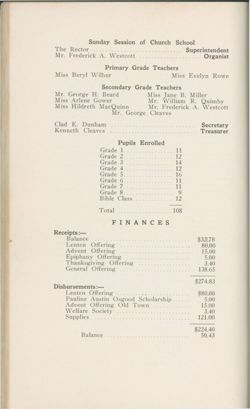 Sunday Session of Church School
The Rector ........ Superintendent
Mr. Frederick A. Westcott ........ Organist
Primary Grade Teachers
Miss Beryl Wilbur Miss Evelyn Rowe
Secondary Grade Teachers
Mr. George H. Beard Miss Jane B. Miller
Miss Arlene Gower Mr. William R. Quimby
Miss Hildreth MacQuinn Mr. Frederick A. Westcott
Mr. George Cleaves
Clad E. Dunham ........ Secretary
Kenneth Cleaves ........ Treasurer
Pupils Enrolled
Grade 1 ........ 11
Grade 2 ........ 12
Grade 3 ........ 14
Grade 4 ........ 12
Grade 5 ........ 16
Grade 6 ........ 11
Grade 7 ........ 11
Grade 8 ........ 9
Bible Class ........ 12
Total ........ 108
FINANCES
Receipts:—
Balance ........ $33.78
Lenten Offering ........ 80.00
Advent Offering ........ 15.00
Epiphany Offering ........ 5.00
Thanksgiving Offering ........ 3.40
General Offering ........ 138.65
$274.83
Disbursements:—
Lenten Offering ........ $80.00
Pauline Austin Osgood Scholarship ........ 5.00
Advent Offering Old Town ........ 15.00
Welfare Society ........ 3.40
Supplies ........ 121.00
$224.40
Balance ........ 50.43